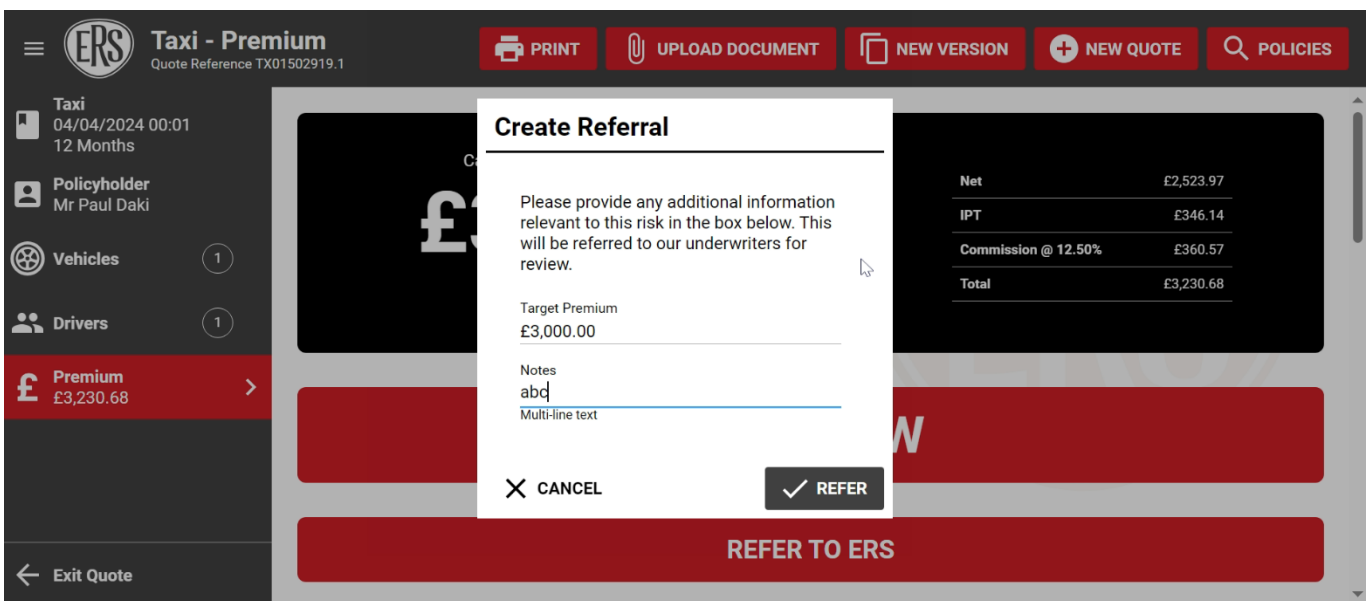 ERS
Taxi - Premium
Quote Reference TX01502919.1
PRINT
UPLOAD DOCUMENT
NEW VERSION
NEW QUOTE
POLICIES
Taxi
04/04/2024 00:01
12 Months
Policyholder
Mr Paul Daki
Vehicles 1
Drivers 1
£ Premium
£3,230.68
Exit Quote
Create Referral
Please provide any additional information
relevant to this risk in the box below. This
will be referred to our underwriters for
review.
Target Premium
£3,000.00
Notes
abc
Multi-line text
CANCEL
REFER
Net £2,523.97
IPT £346.14
Commission @ 12.50% £360.57
Total £3,230.68
REFER TO ERS